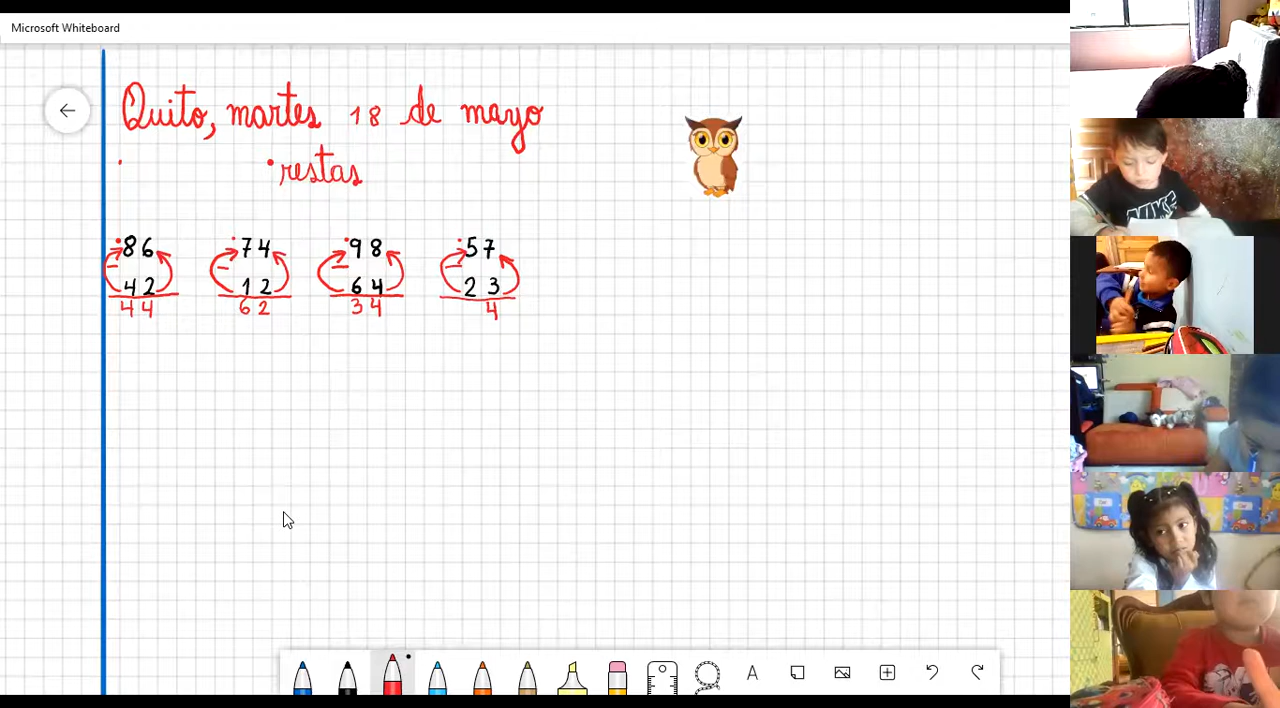 Microsoft Whiteboard
Quito, martes 18 de mayo
restas
86 74 98 57
− − − −
42 12 64 23
44 62 34 4
A
NIKE